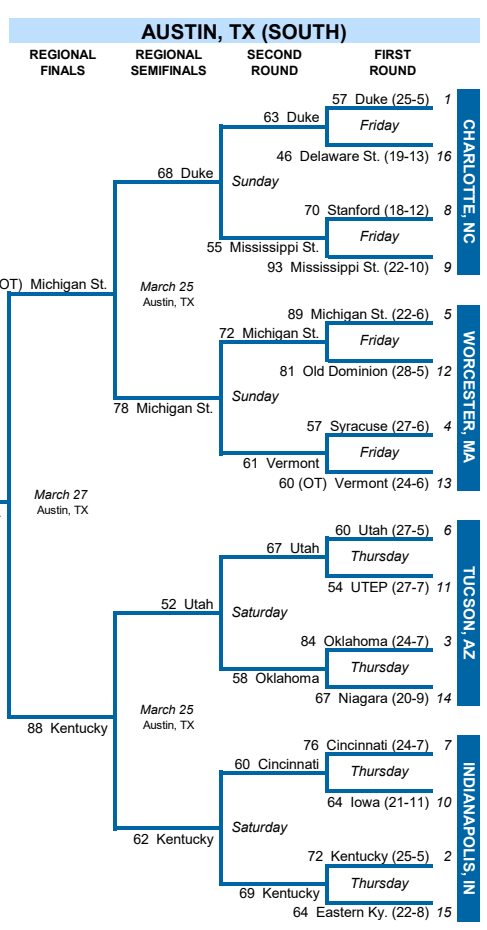 AUSTIN, TX (SOUTH)
REGIONAL FINALS
REGIONAL SEMIFINALS
SECOND ROUND
FIRST ROUND
57 Duke (25-5) 1
63 Duke
Friday
46 Delaware St. (19-13) 16
68 Duke
Sunday
70 Stanford (18-12) 8
55 Mississippi St.
Friday
93 Mississippi St. (22-10) 9
CHARLOTTE, NC
OT) Michigan St.
March 25
Austin, TX
89 Michigan St. (22-6) 5
72 Michigan St.
Friday
81 Old Dominion (28-5) 12
Sunday
78 Michigan St.
57 Syracuse (27-6) 4
Friday
61 Vermont
60 (OT) Vermont (24-6) 13
WORCESTER, MA
March 27
Austin, TX
60 Utah (27-5) 6
67 Utah
Thursday
54 UTEP (27-7) 11
52 Utah
Saturday
84 Oklahoma (24-7) 3
Thursday
58 Oklahoma
67 Niagara (20-9) 14
TUCSON, AZ
March 25
Austin, TX
88 Kentucky
76 Cincinnati (24-7) 7
60 Cincinnati
Thursday
64 Iowa (21-11) 10
Saturday
62 Kentucky
72 Kentucky (25-5) 2
Thursday
69 Kentucky
64 Eastern Ky. (22-8) 15
INDIANAPOLIS, IN